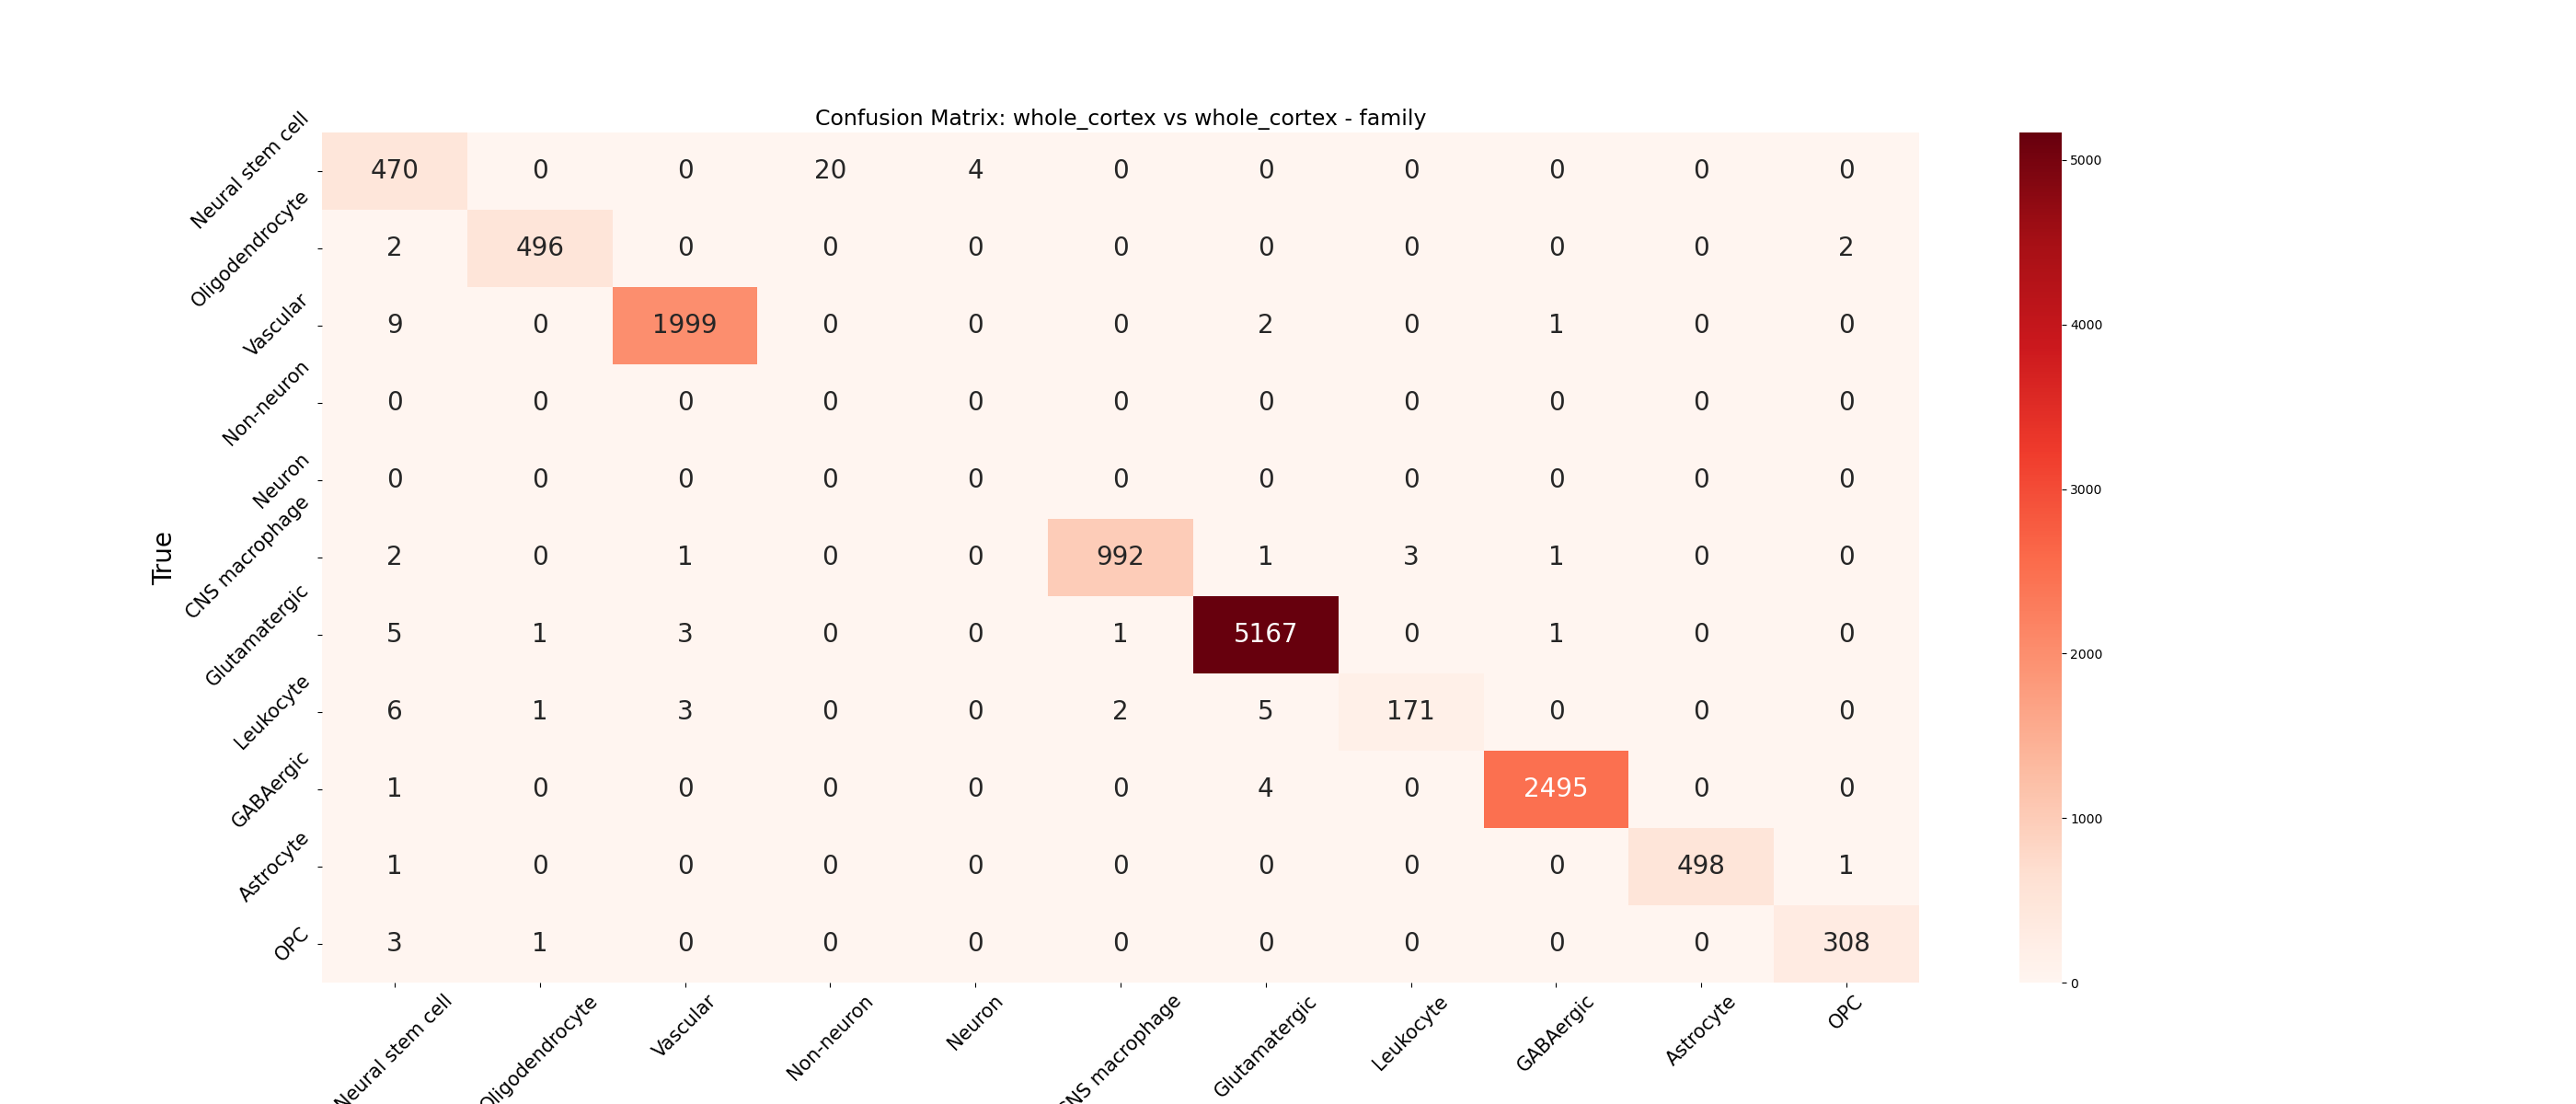 Confusion Matrix: whole_cortex vs whole_cortex - family
True
Neural stem cell 470 0 0 20 4 0 0 0 0 0 0
Oligodendrocyte 2 496 0 0 0 0 0 0 0 0 2
Vascular 9 0 1999 0 0 0 2 0 1 0 0
Non-neuron 0 0 0 0 0 0 0 0 0 0 0
Neuron 0 0 0 0 0 0 0 0 0 0 0
CNS macrophage 2 0 1 0 0 992 1 3 1 0 0
Glutamatergic 5 1 3 0 0 1 5167 0 1 0 0
Leukocyte 6 1 3 0 0 2 5 171 0 0 0
GABAergic 1 0 0 0 0 0 4 0 2495 0 0
Astrocyte 1 0 0 0 0 0 0 0 0 498 1
OPC 3 1 0 0 0 0 0 0 0 0 308
Neural stem cell
Oligodendrocyte
Vascular
Non-neuron
Neuron
CNS macrophage
Glutamatergic
Leukocyte
GABAergic
Astrocyte
OPC
5000
4000
3000
2000
1000
0